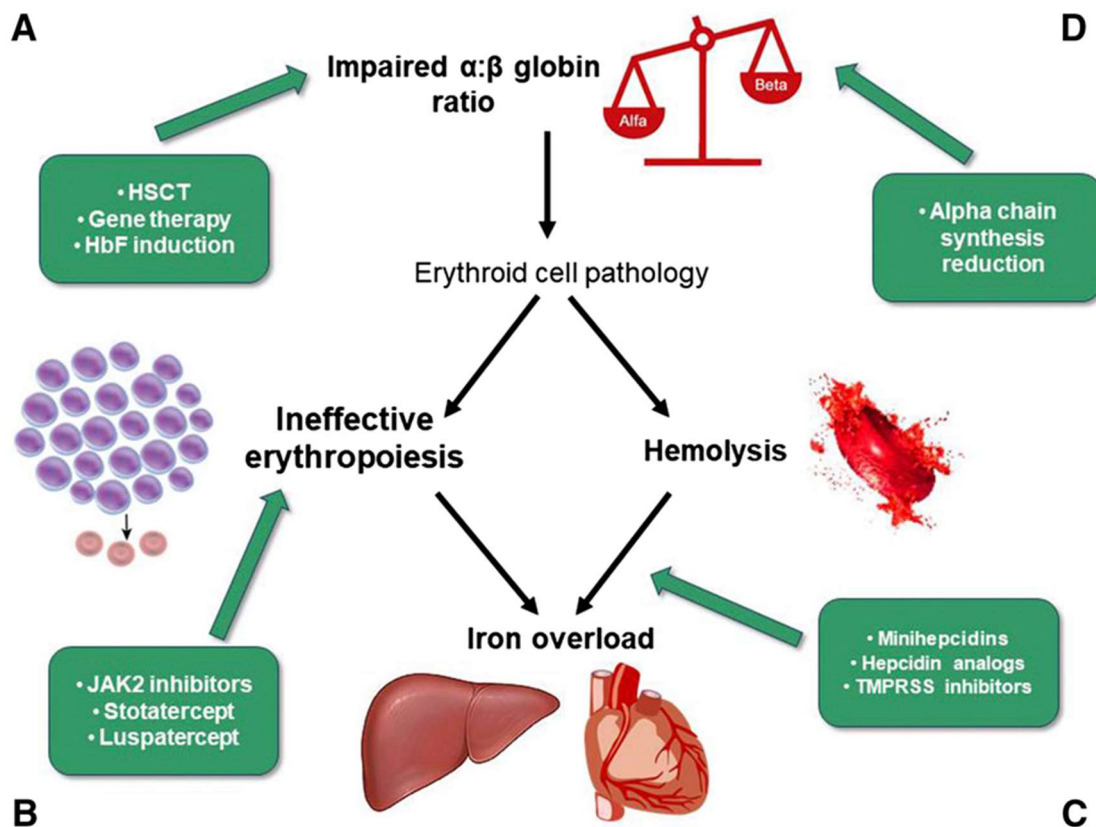 A
D
Impaired α:β globin
ratio
Alfa
Beta
• HSCT
• Gene therapy
• HbF induction
• Alpha chain
synthesis
reduction
Erythroid cell pathology
Ineffective
erythropoiesis
Hemolysis
Iron overload
• JAK2 inhibitors
• Stotatercept
• Luspatercept
• Minihepcidins
• Hepcidin analogs
• TMPRSS inhibitors
B
C